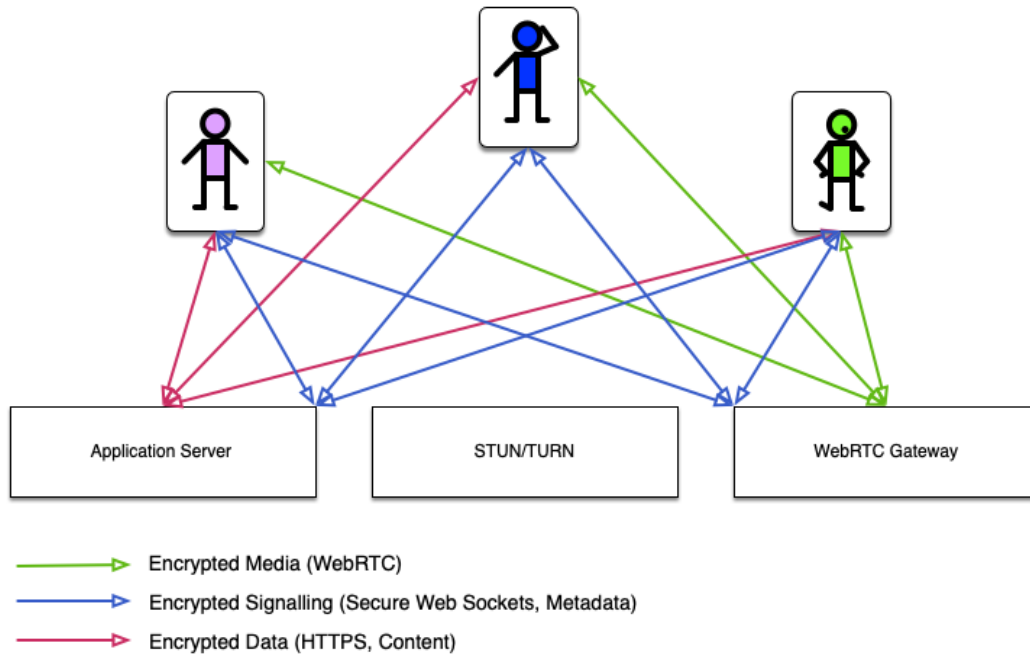 Application Server
STUN/TURN
WebRTC Gateway
Encrypted Media (WebRTC)
Encrypted Signalling (Secure Web Sockets, Metadata)
Encrypted Data (HTTPS, Content)